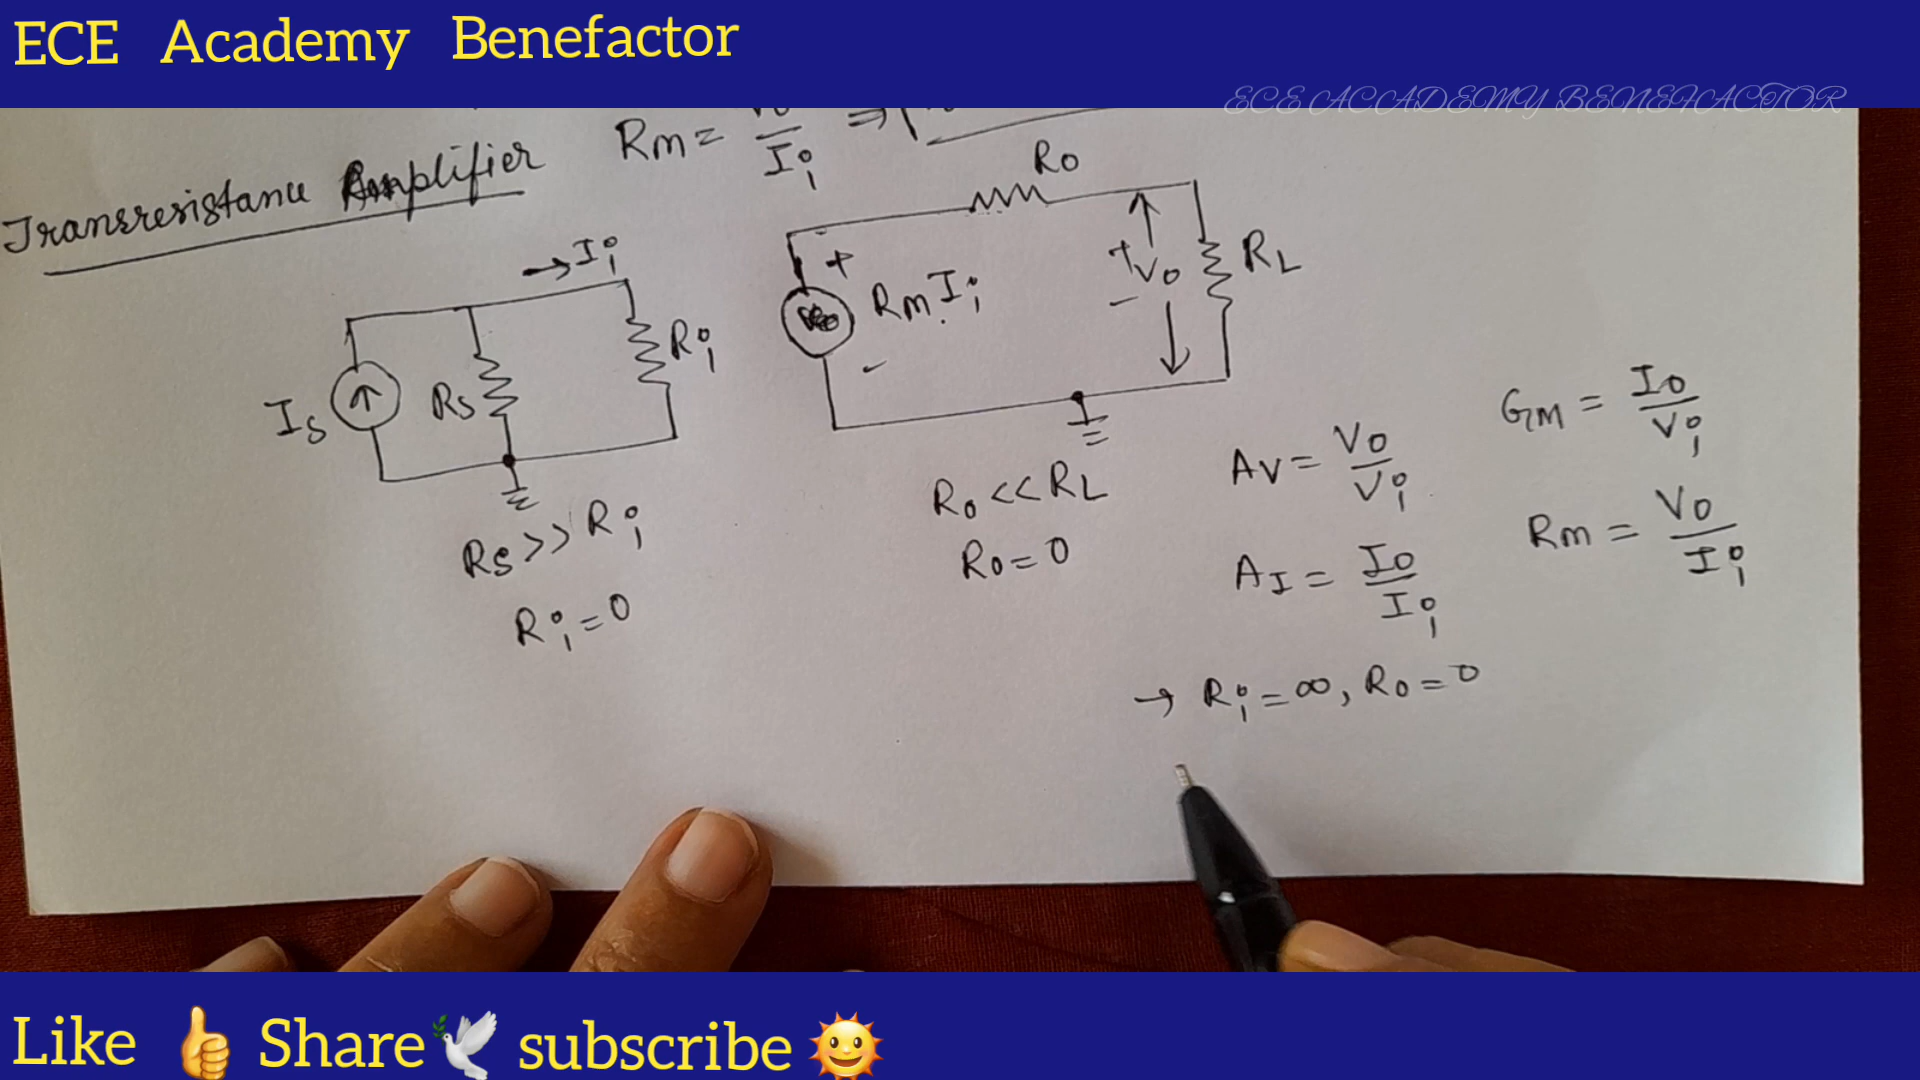 ECE Academy Benefactor
ECE ACCADEMY BENEFACTOR
Transresistance Amplifier
Rm = Vo/Ii ⇒
→ Ii
Is
Rs
Ri
Rs >> Ri
Ri = 0
Ro
+
RmIi
-
+
Vo
-
RL
Ro << RL
Ro = 0
Av = Vo/Vi
AI = Io/Ii
Gm = Io/Vi
Rm = Vo/Ii
→ Ri = ∞, Ro = 0
Like 👍 Share 🕊 subscribe 🌞